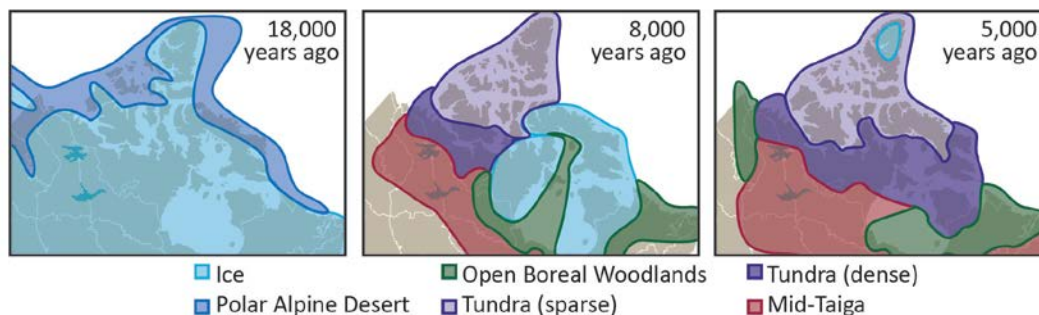 18,000
years ago
8,000
years ago
5,000
years ago
Ice
Open Boreal Woodlands
Tundra (dense)
Polar Alpine Desert
Tundra (sparse)
Mid-Taiga